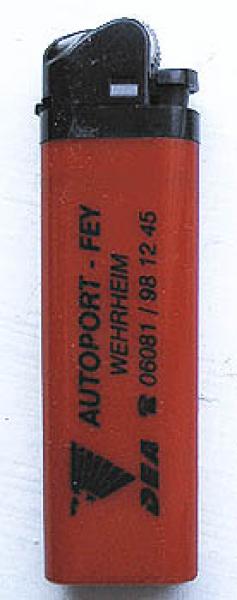 AUTOPORT - FEY
WEHRHEIM
DEA ☎ 06081 / 98 12 45